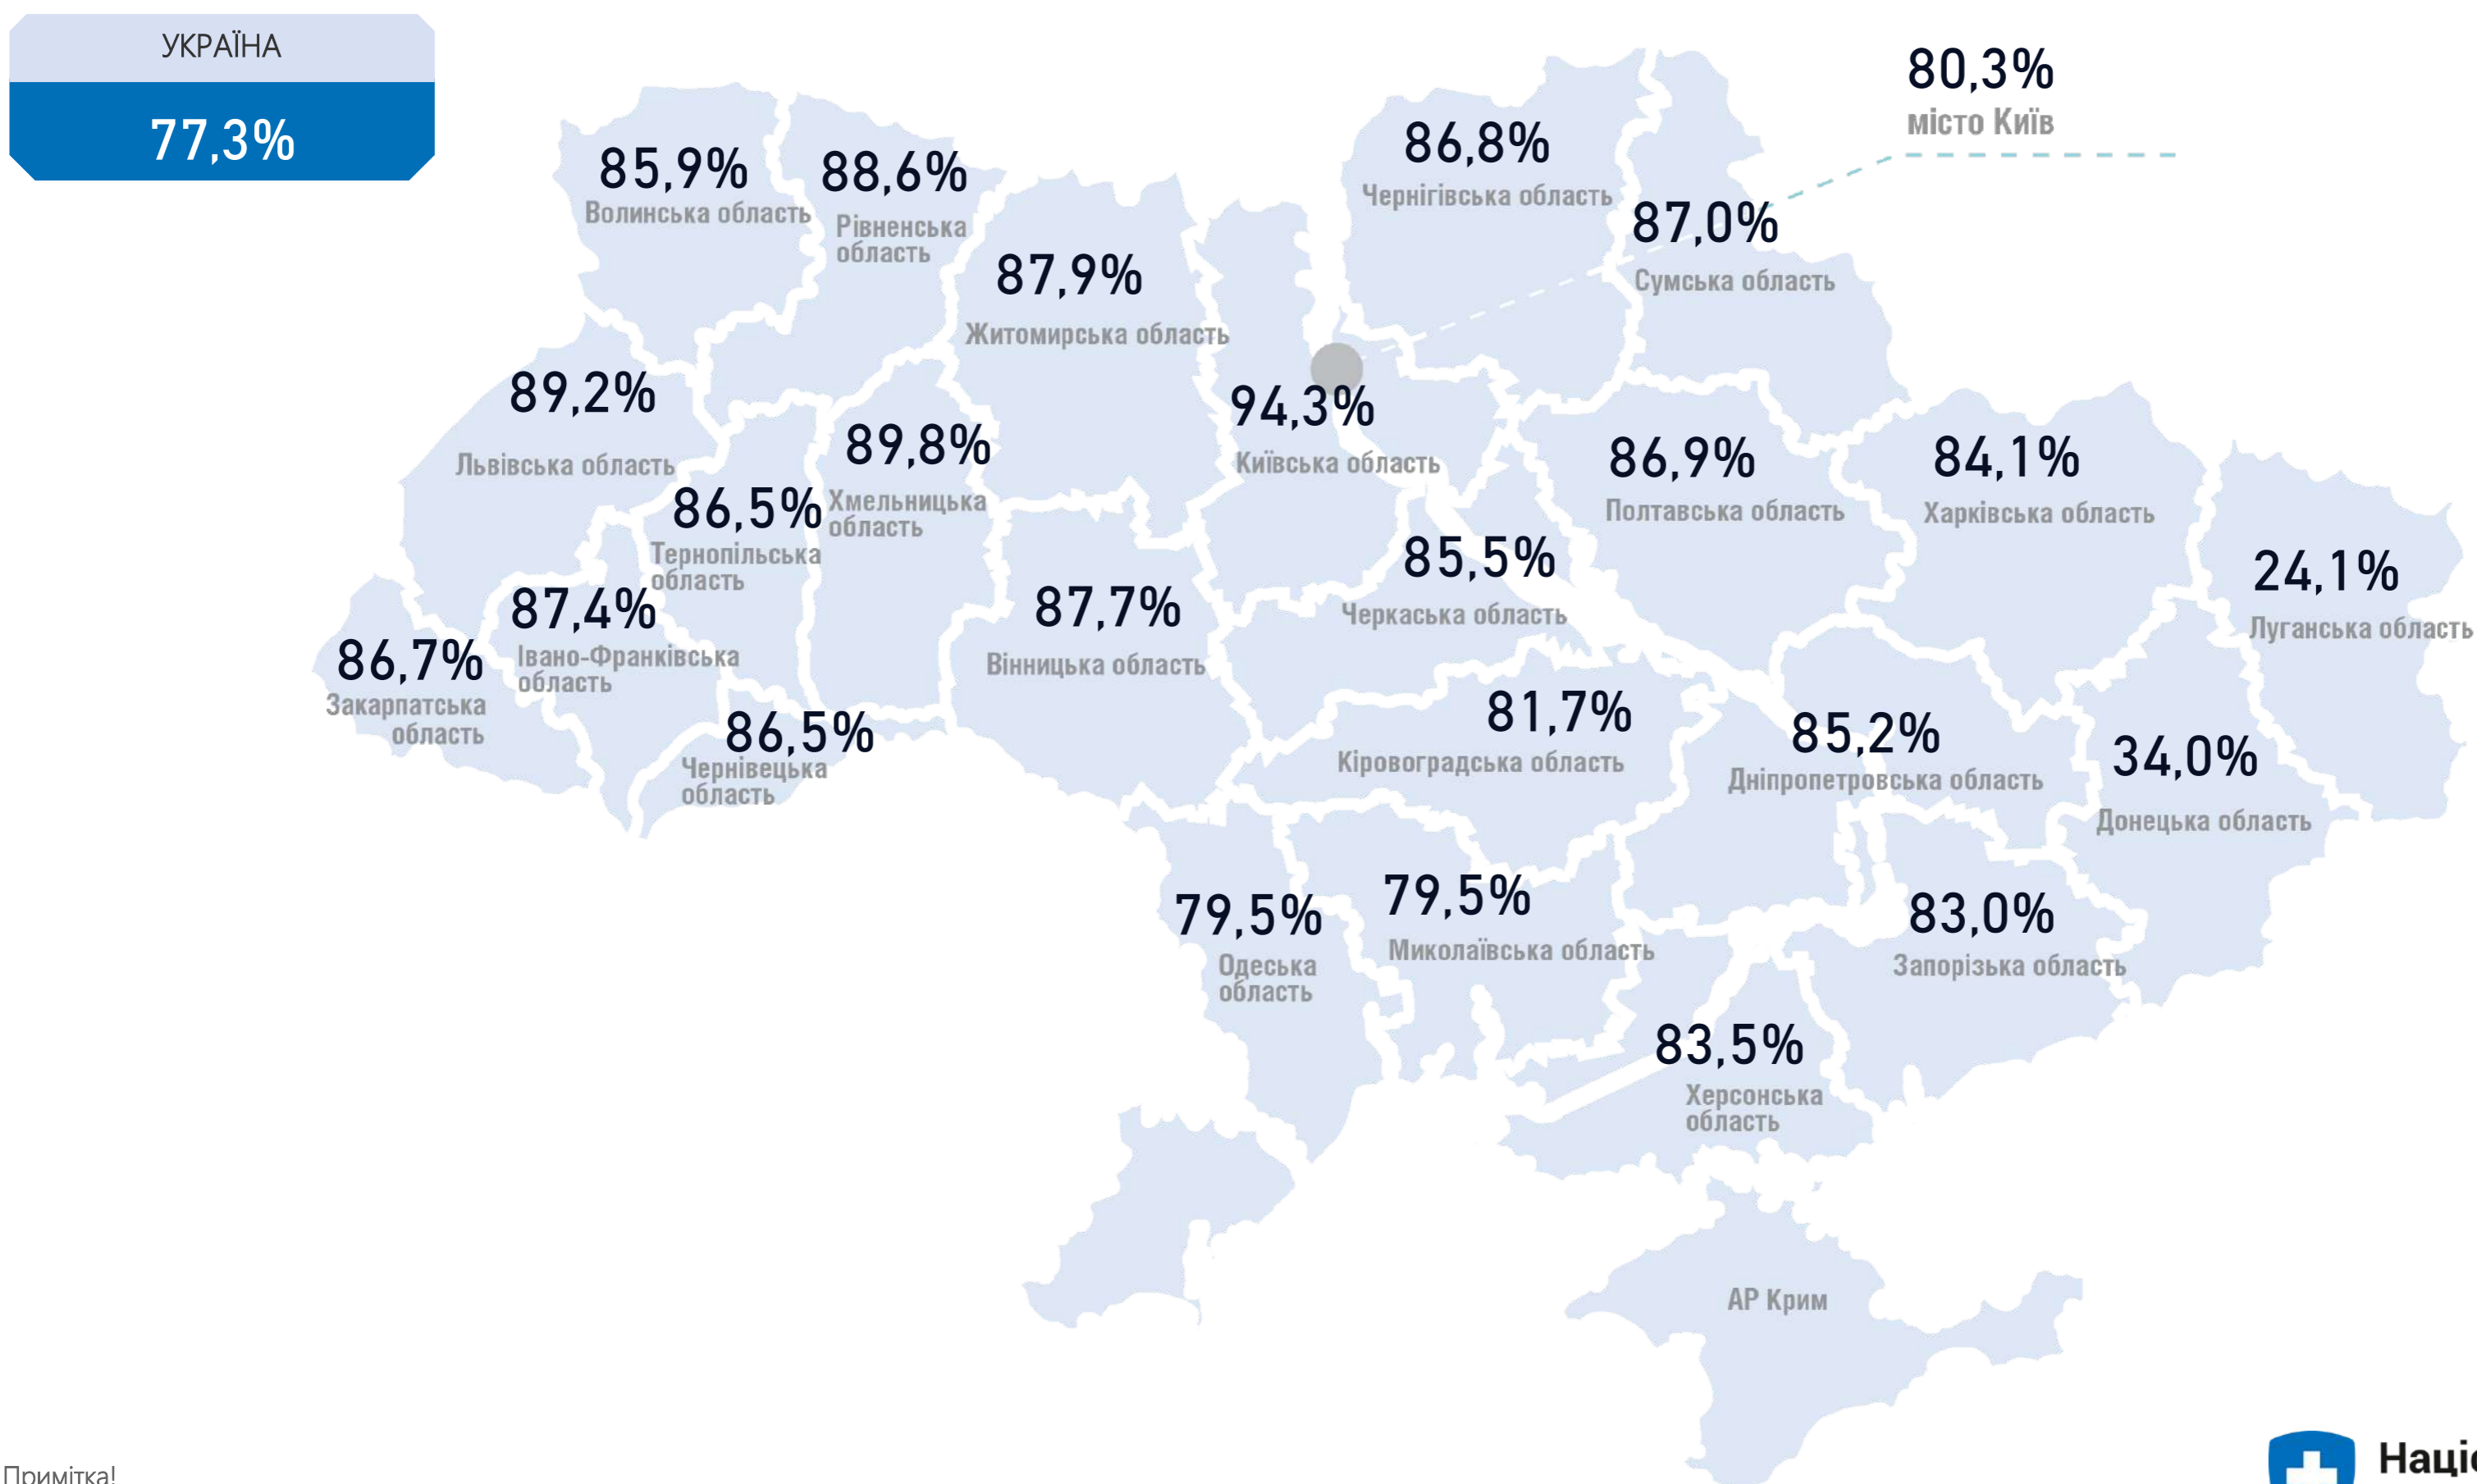 УКРАЇНА
77,3%
80,3%
місто Київ
85,9%
Волинська область
88,6%
Рівненська
область
86,8%
Чернігівська область
87,0%
Сумська область
87,9%
Житомирська область
89,2%
Львівська область
89,8%
Хмельницька
область
94,3%
Київська область
86,9%
Полтавська область
84,1%
Харківська область
86,5%
Тернопільська
область
24,1%
Луганська область
85,5%
Черкаська область
87,4%
Івано-Франківська
область
87,7%
Вінницька область
86,7%
Закарпатська
область
86,5%
Чернівецька
область
81,7%
Кіровоградська область
85,2%
Дніпропетровська область
34,0%
Донецька область
79,5%
Одеська
область
79,5%
Миколаївська область
83,0%
Запорізька область
83,5%
Херсонська
область
АР Крим
Примітка!
Націо